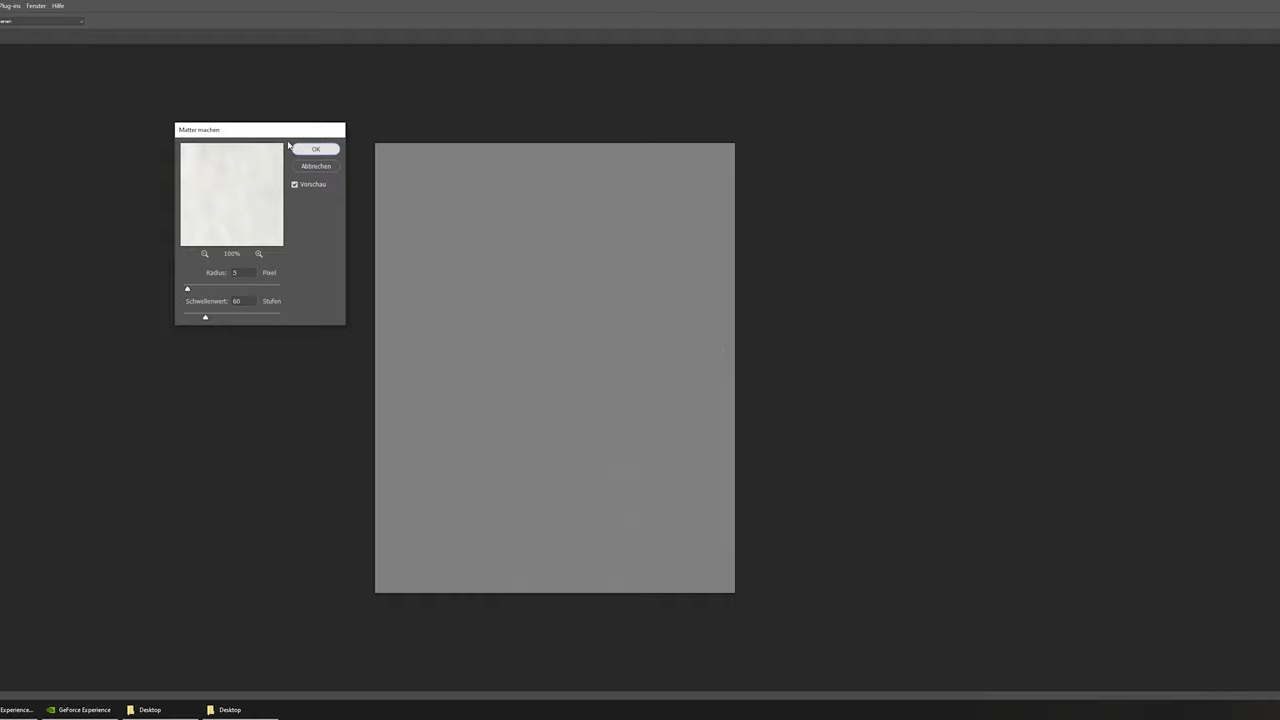 Plug-ins Fenster Hilfe
Matter machen
OK
Abbrechen
Vorschau
100%
Radius: 5 Pixel
Schwellenwert: 60 Stufen
Experience... GeForce Experience Desktop Desktop